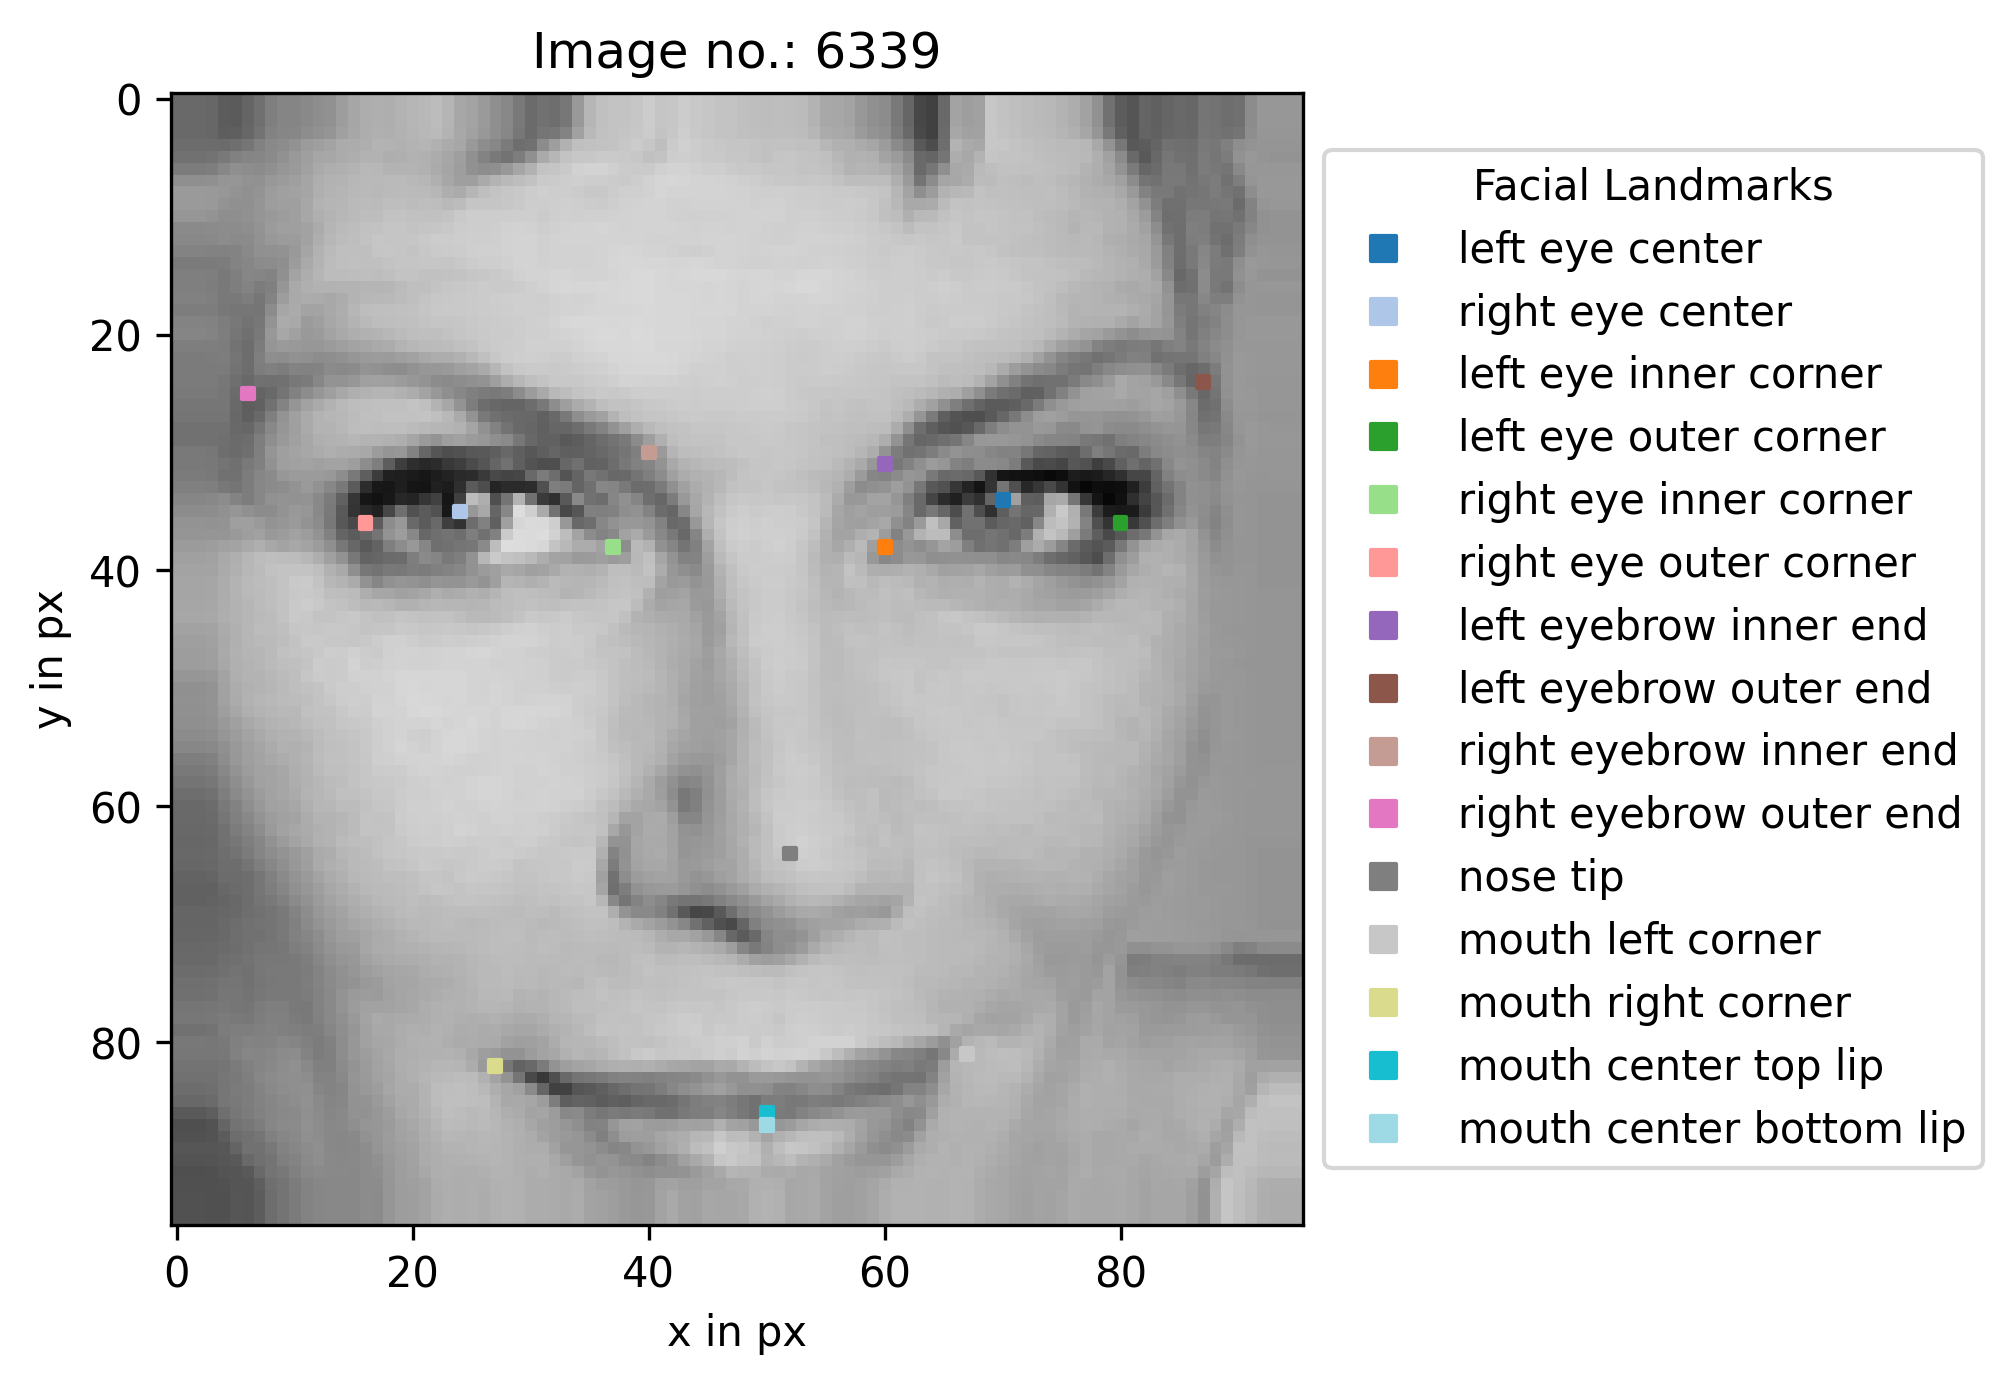 Image no.: 6339
0
20
40
60
80
y in px
0 20 40 60 80
x in px
Facial Landmarks
left eye center
right eye center
left eye inner corner
left eye outer corner
right eye inner corner
right eye outer corner
left eyebrow inner end
left eyebrow outer end
right eyebrow inner end
right eyebrow outer end
nose tip
mouth left corner
mouth right corner
mouth center top lip
mouth center bottom lip